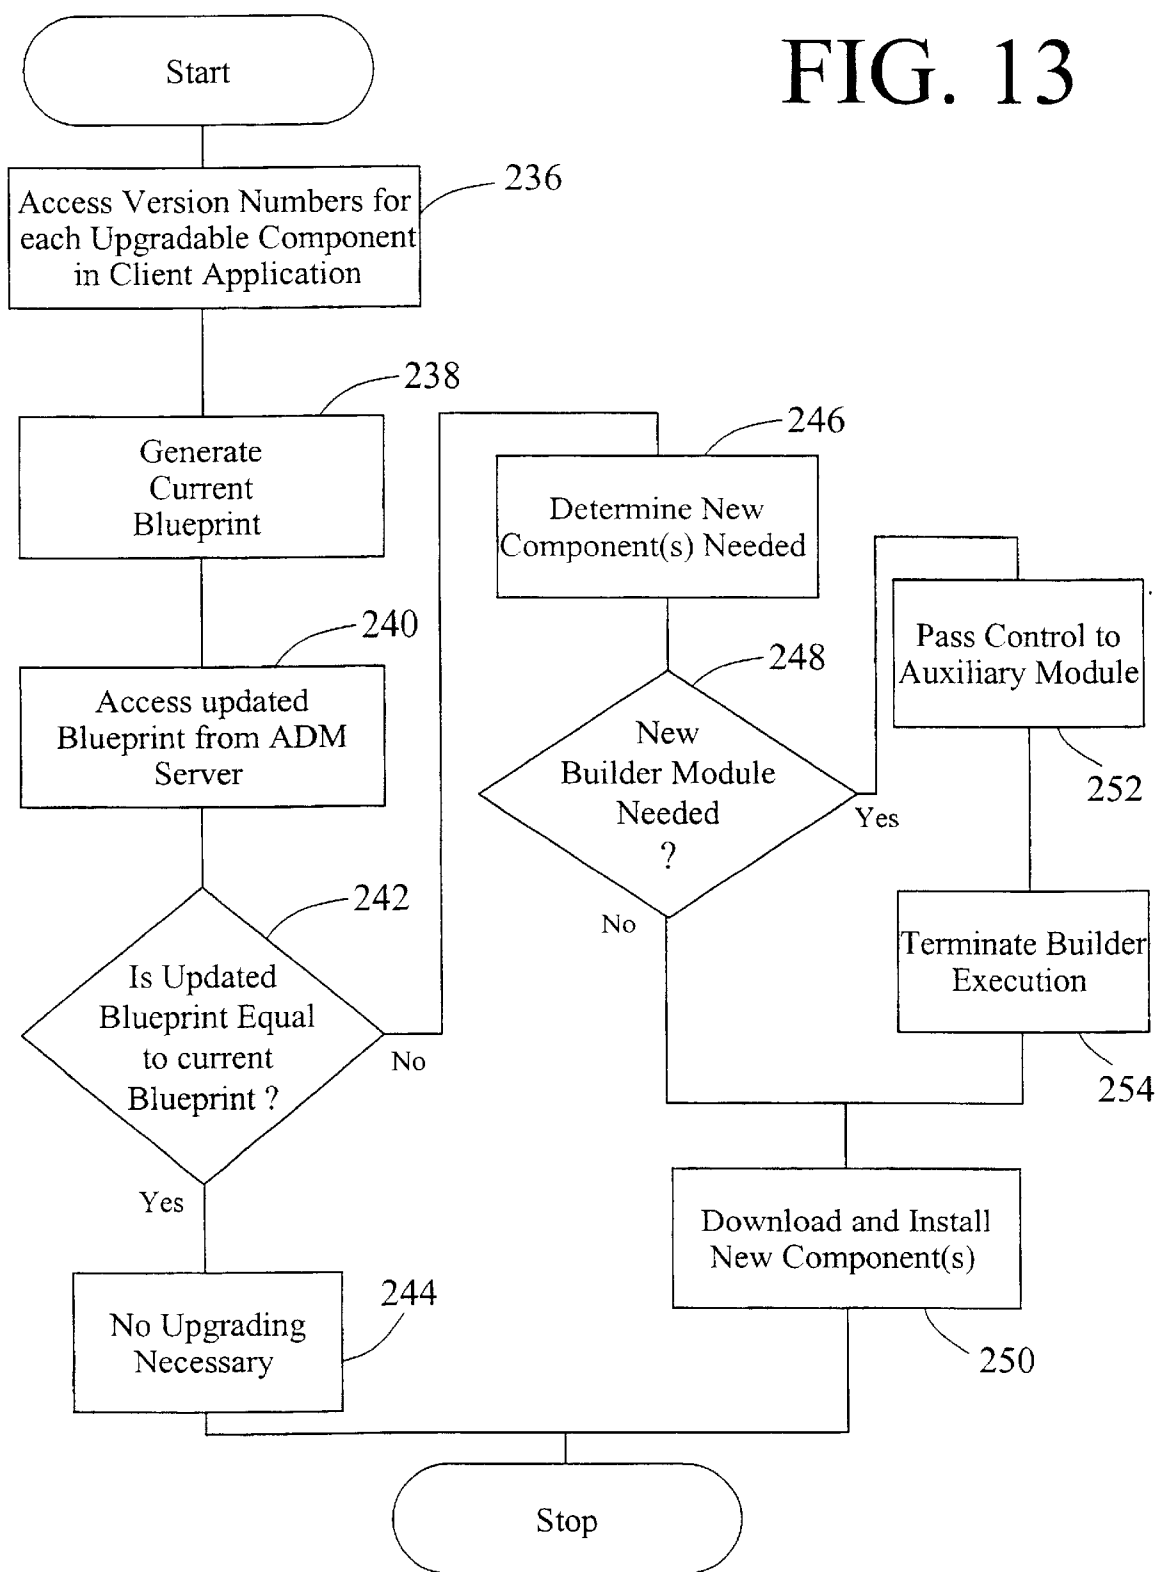 FIG. 13
Start
236
Access Version Numbers for
each Upgradable Component
in Client Application
238
Generate
Current
Blueprint
240
Access updated
Blueprint from ADM
Server
242
Is Updated
Blueprint Equal
to current
Blueprint ?
No
Yes
244
No Upgrading
Necessary
246
Determine New
Component(s) Needed
248
New
Builder Module
Needed
?
Yes
No
Pass Control to
Auxiliary Module
252
Terminate Builder
Execution
254
Download and Install
New Component(s)
250
Stop